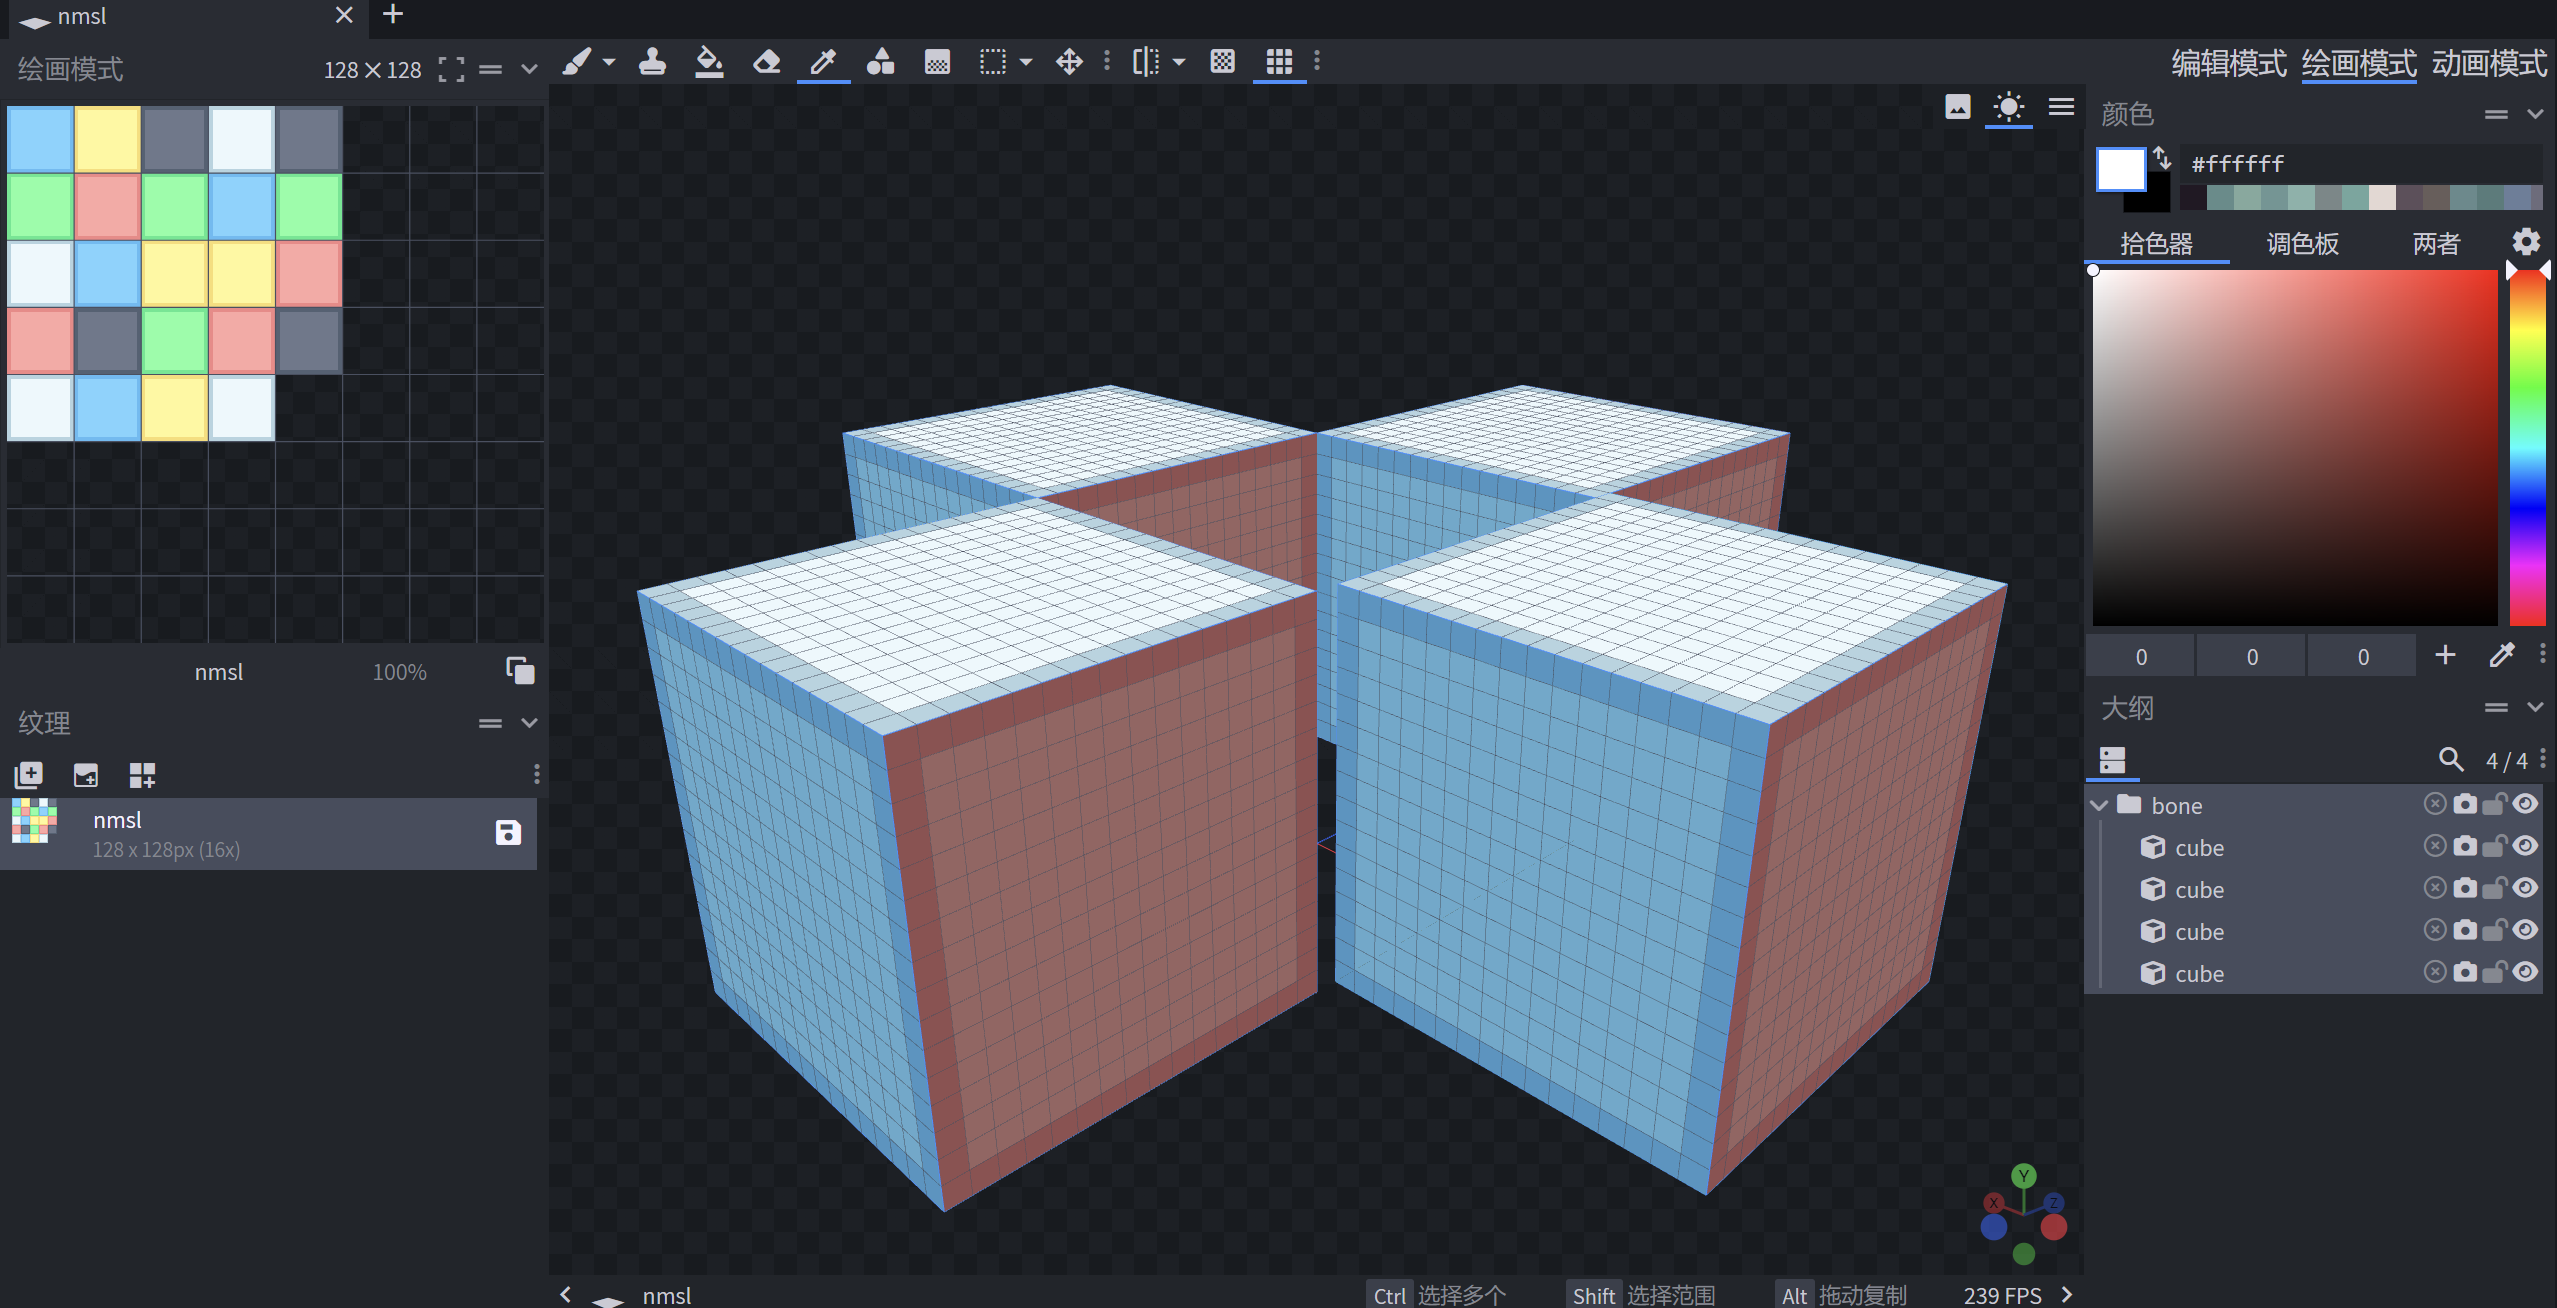 nmsl
绘画模式
128×128
编辑模式 绘画模式 动画模式
颜色
#ffffff
拾色器 调色板 两者
0 0 0
nmsl 100%
纹理
nmsl
128 x 128px (16x)
大纲
4 / 4
bone
cube
cube
cube
cube
Y
X Z
nmsl
Ctrl 选择多个 Shift 选择范围 Alt 拖动复制 239 FPS